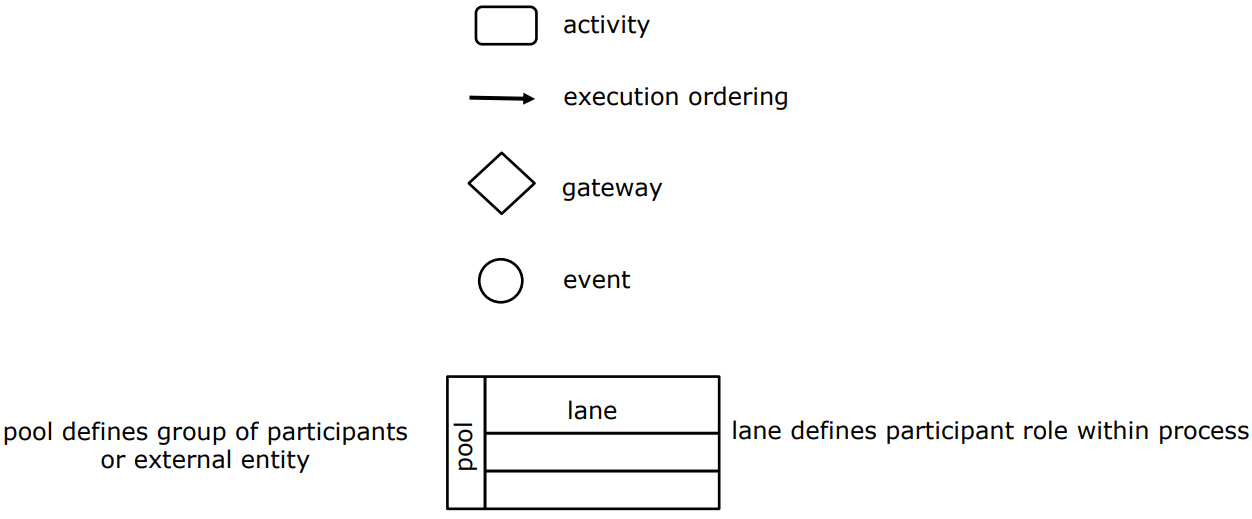 activity
execution ordering
gateway
event
lane
pool
pool defines group of participants
or external entity
lane defines participant role within process